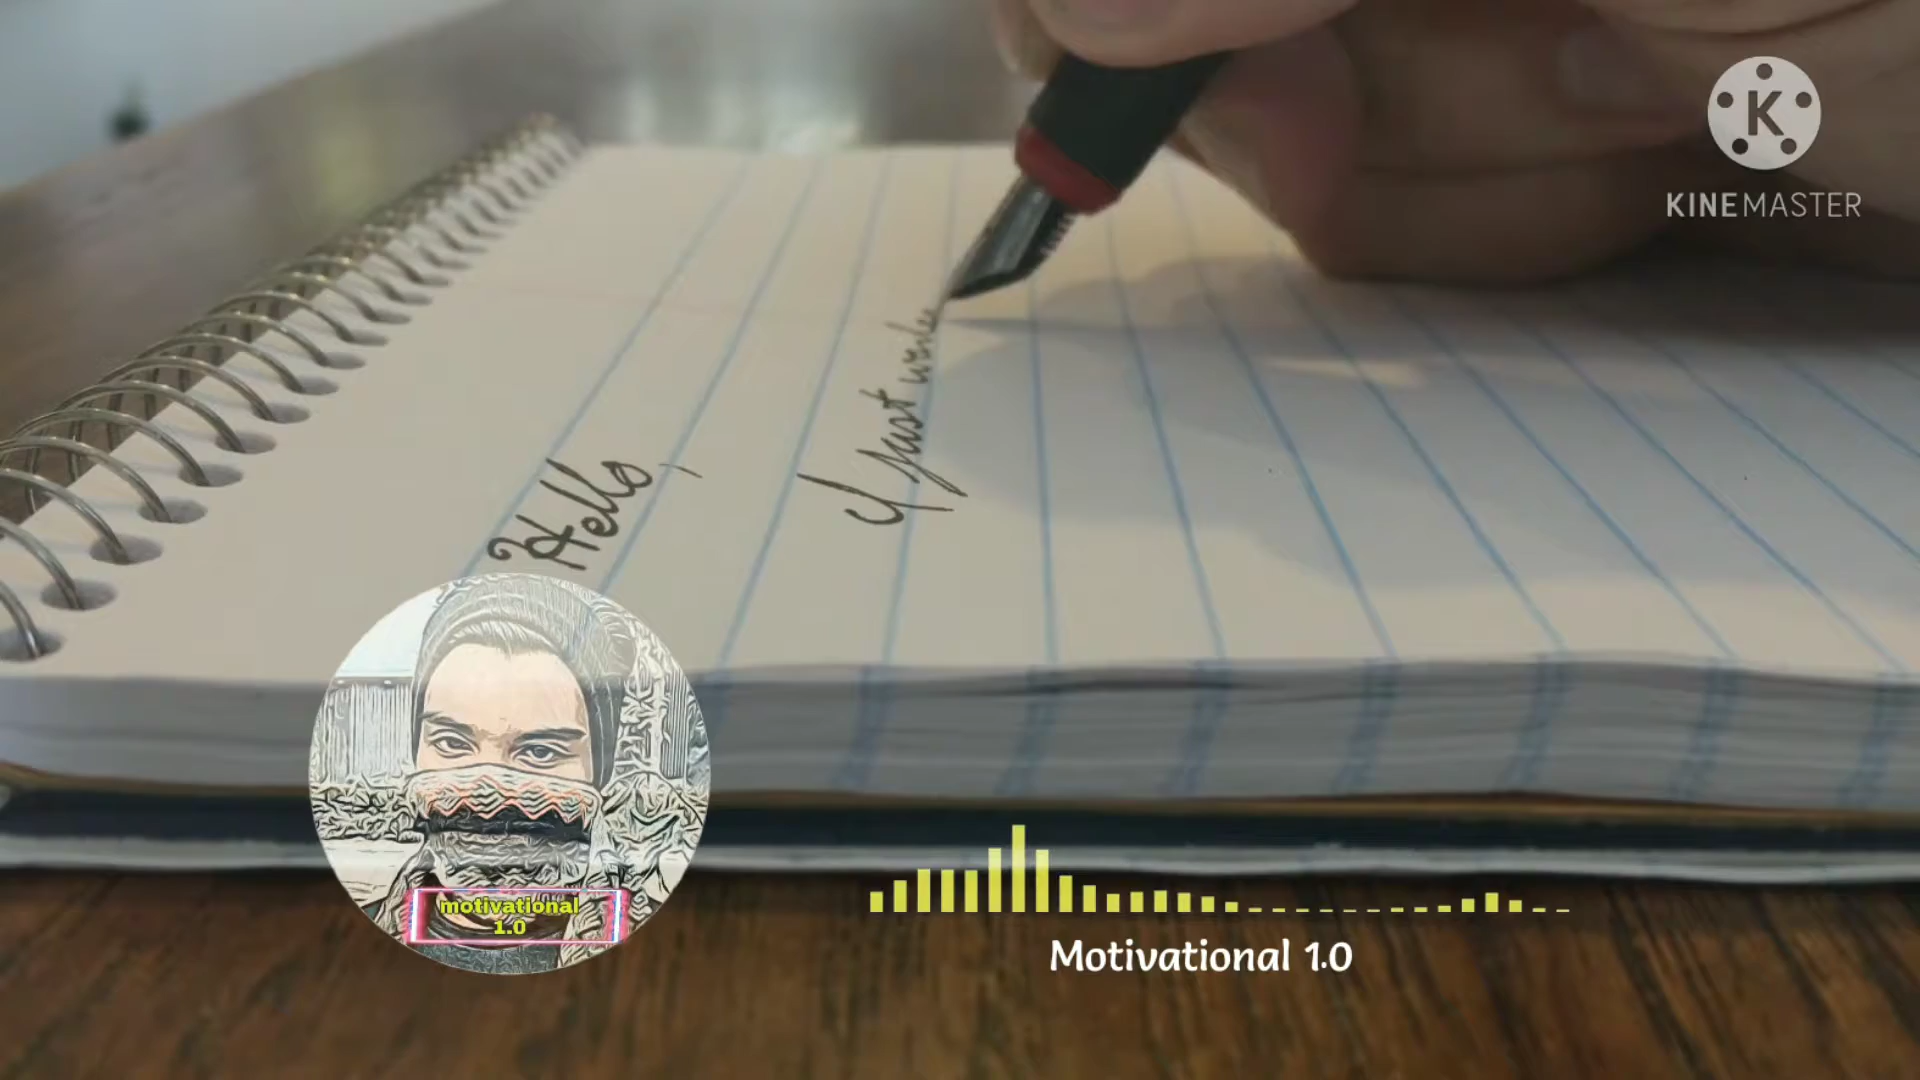 K
KINEMASTER
Hello,
I just
motivational
1.0
Motivational 1.0